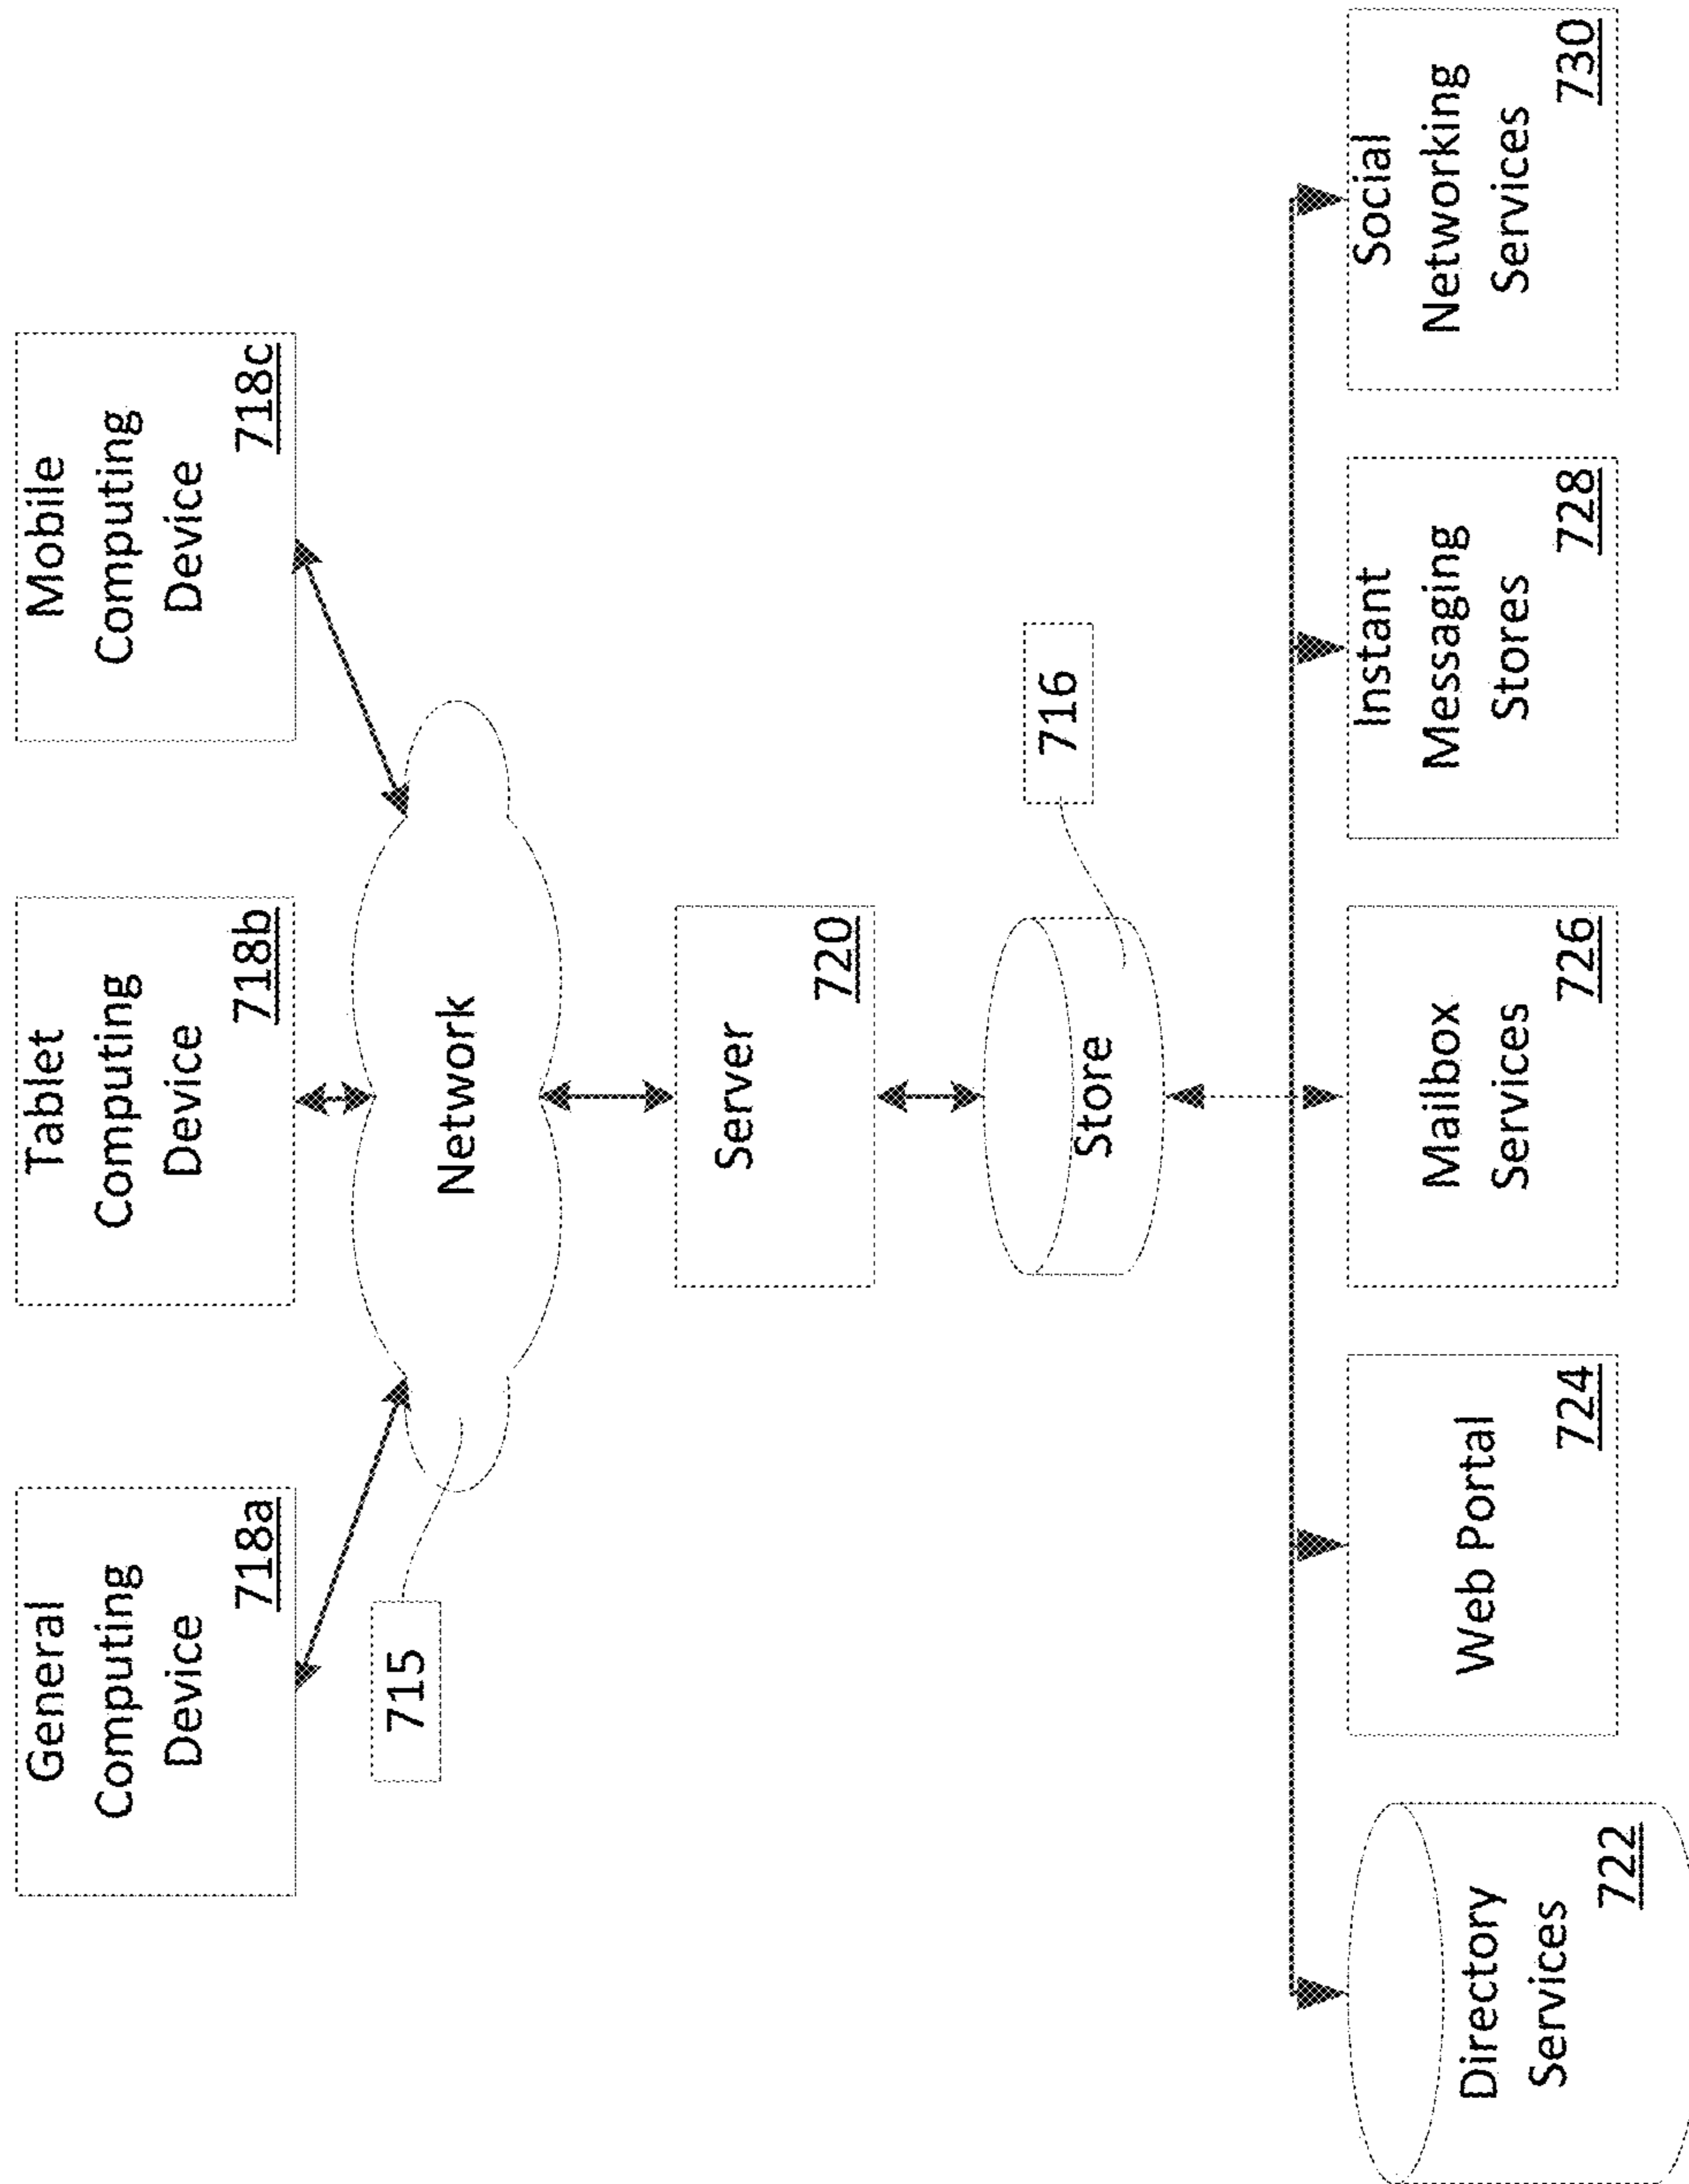 General
Computing
Device
718a
Tablet
Computing
Device
718b
Mobile
Computing
Device
718c
715
Network
Server
720
Store
716
Directory
Services
722
Web Portal
724
Mailbox
Services
726
Instant
Messaging
Stores
728
Social
Networking
Services
730